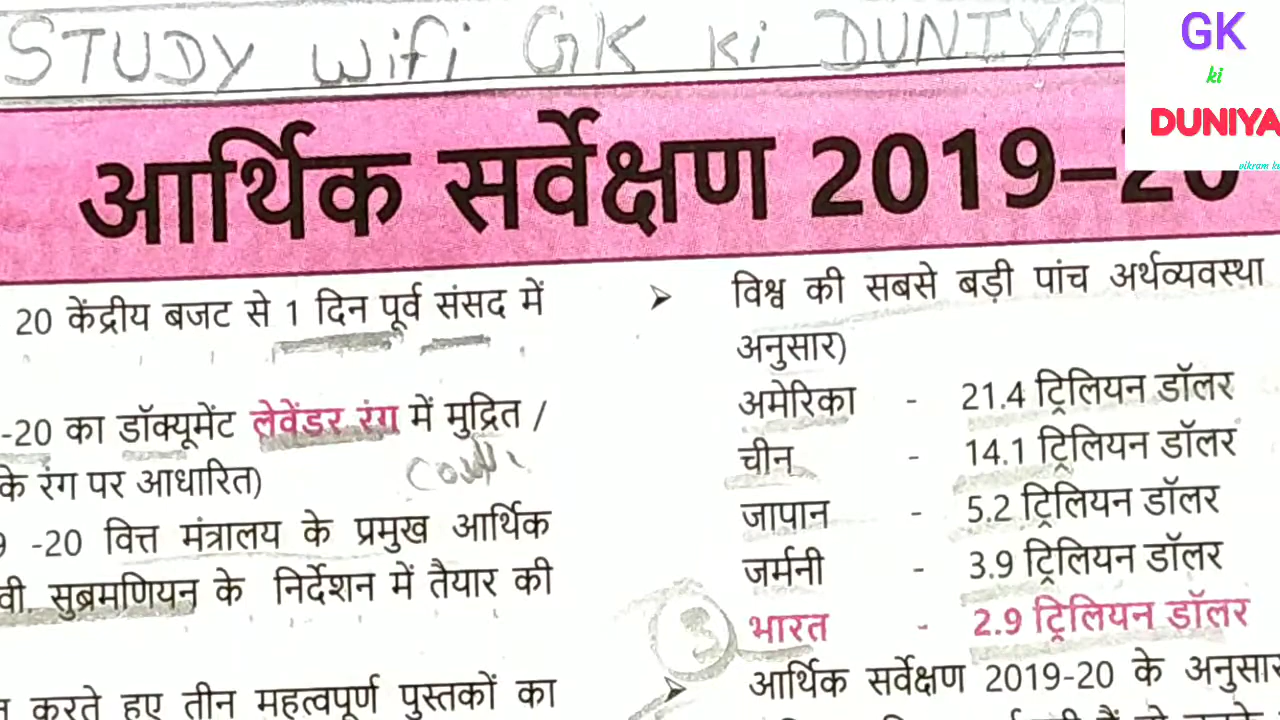 STUDY wifi GK ki DUNIYA
GK
ki
DUNIYA
आर्थिक सर्वेक्षण 2019–20
20 केंद्रीय बजट से 1 दिन पूर्व संसद में
-20 का डॉक्यूमेंट लेवेंडर रंग में मुद्रित /
के रंग पर आधारित)
-20 वित्त मंत्रालय के प्रमुख आर्थिक
वी. सुब्रमणियन के निर्देशन में तैयार की
करते हुए तीन महत्वपूर्ण पुस्तकों का
➤ विश्व की सबसे बड़ी पांच अर्थव्यवस्था
अनुसार)
अमेरिका - 21.4 ट्रिलियन डॉलर
चीन - 14.1 ट्रिलियन डॉलर
जापान - 5.2 ट्रिलियन डॉलर
जर्मनी - 3.9 ट्रिलियन डॉलर
भारत - 2.9 ट्रिलियन डॉलर
➤ आर्थिक सर्वेक्षण 2019-20 के अनुसार